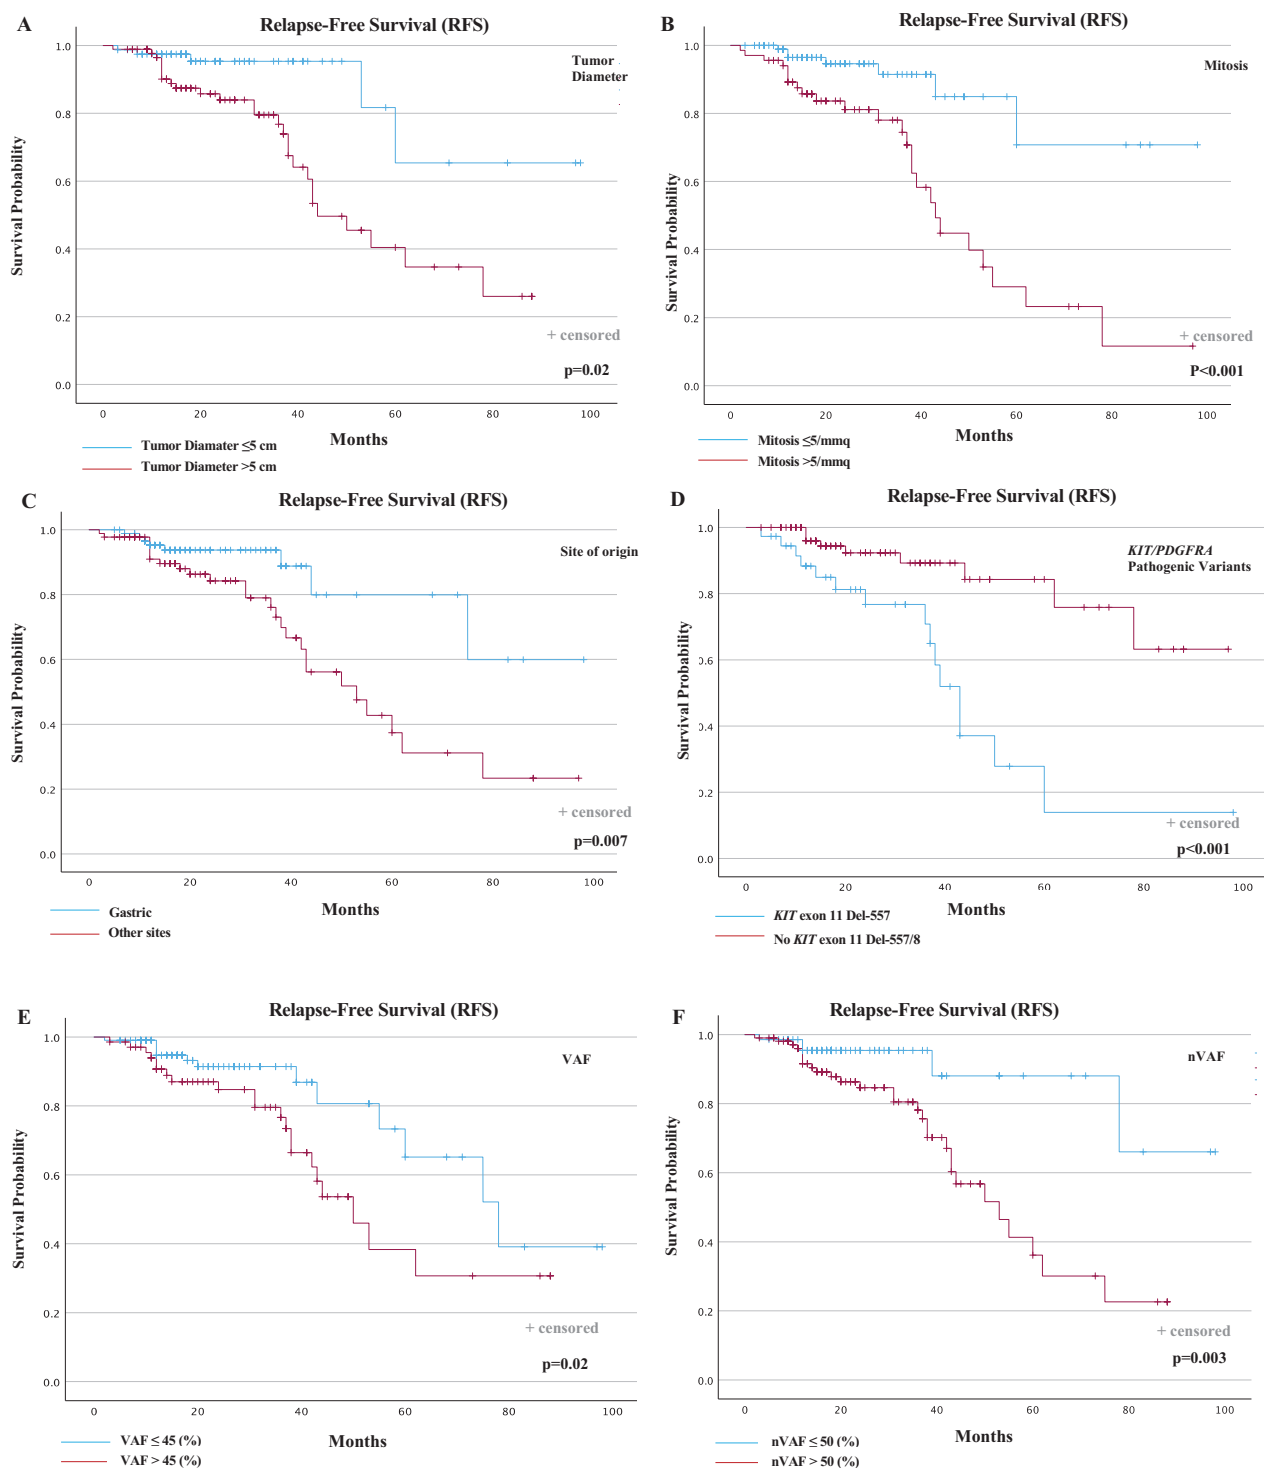 A
Relapse-Free Survival (RFS)
Tumor
Diameter
Survival Probability
1.0
0.8
0.6
0.4
0.2
0.0
+ censored
p=0.02
0 20 40 60 80 100
Months
Tumor Diamater ≤5 cm
Tumor Diameter >5 cm
B
Relapse-Free Survival (RFS)
Mitosis
Survival Probability
1.0
0.8
0.6
0.4
0.2
0.0
+ censored
P<0.001
0 20 40 60 80 100
Months
Mitosis ≤5/mmq
Mitosis >5/mmq
C
Relapse-Free Survival (RFS)
Site of origin
Survival Probability
1.0
0.8
0.6
0.4
0.2
0.0
+ censored
p=0.007
0 20 40 60 80 100
Months
Gastric
Other sites
D
Relapse-Free Survival (RFS)
KIT/PDGFRA
Pathogenic Variants
Survival Probability
1.0
0.8
0.6
0.4
0.2
0.0
+ censored
p<0.001
0 20 40 60 80 100
Months
KIT exon 11 Del-557
No KIT exon 11 Del-557/8
E
Relapse-Free Survival (RFS)
VAF
Survival Probability
1.0
0.8
0.6
0.4
0.2
0.0
+ censored
p=0.02
0 20 40 60 80 100
Months
VAF ≤ 45 (%)
VAF > 45 (%)
F
Relapse-Free Survival (RFS)
nVAF
Survival Probability
1.0
0.8
0.6
0.4
0.2
0.0
+ censored
p=0.003
0 20 40 60 80 100
Months
nVAF ≤ 50 (%)
nVAF > 50 (%)